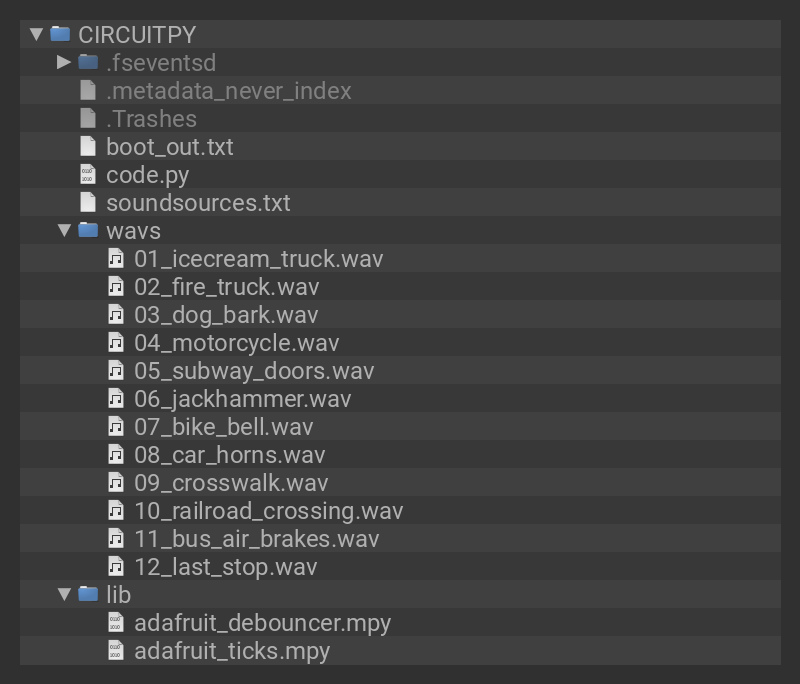 CIRCUITPY
.fseventsd
.metadata_never_index
.Trashes
boot_out.txt
code.py
soundsources.txt
wavs
01_icecream_truck.wav
02_fire_truck.wav
03_dog_bark.wav
04_motorcycle.wav
05_subway_doors.wav
06_jackhammer.wav
07_bike_bell.wav
08_car_horns.wav
09_crosswalk.wav
10_railroad_crossing.wav
11_bus_air_brakes.wav
12_last_stop.wav
lib
adafruit_debouncer.mpy
adafruit_ticks.mpy